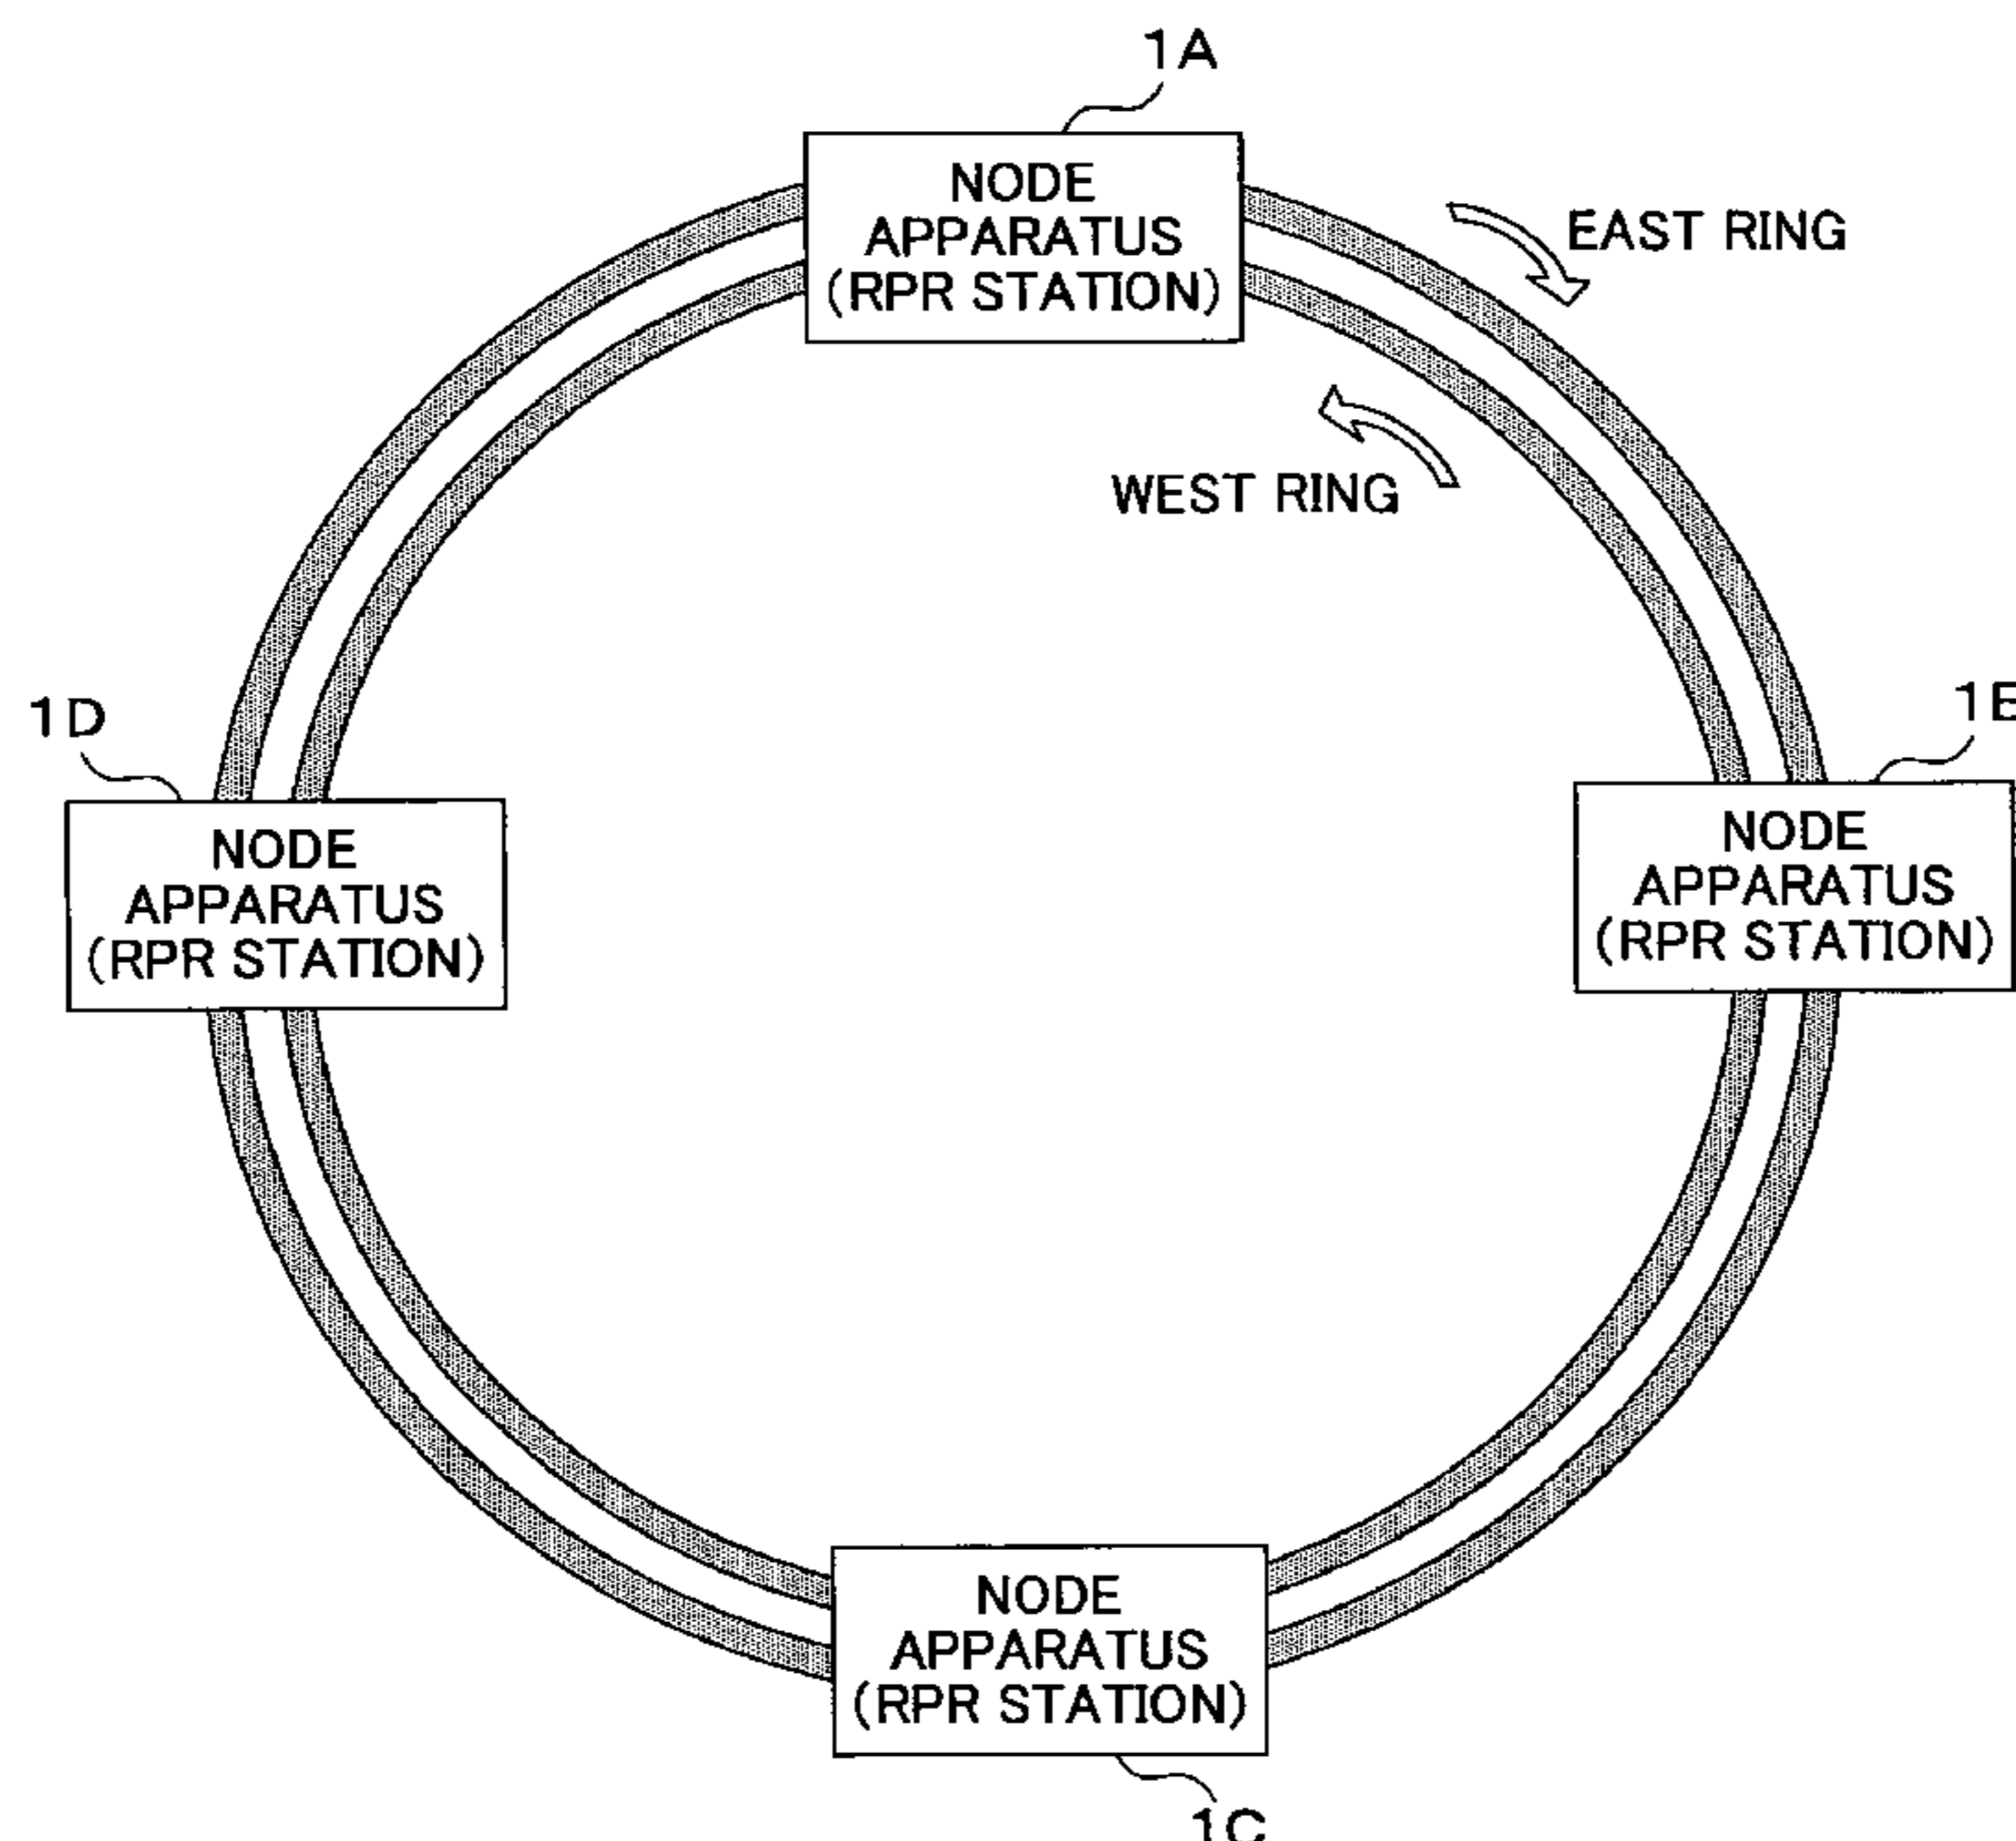 1A
NODE
APPARATUS
(RPR STATION)
EAST RING
WEST RING
1D
NODE
APPARATUS
(RPR STATION)
1B
NODE
APPARATUS
(RPR STATION)
NODE
APPARATUS
(RPR STATION)
1C